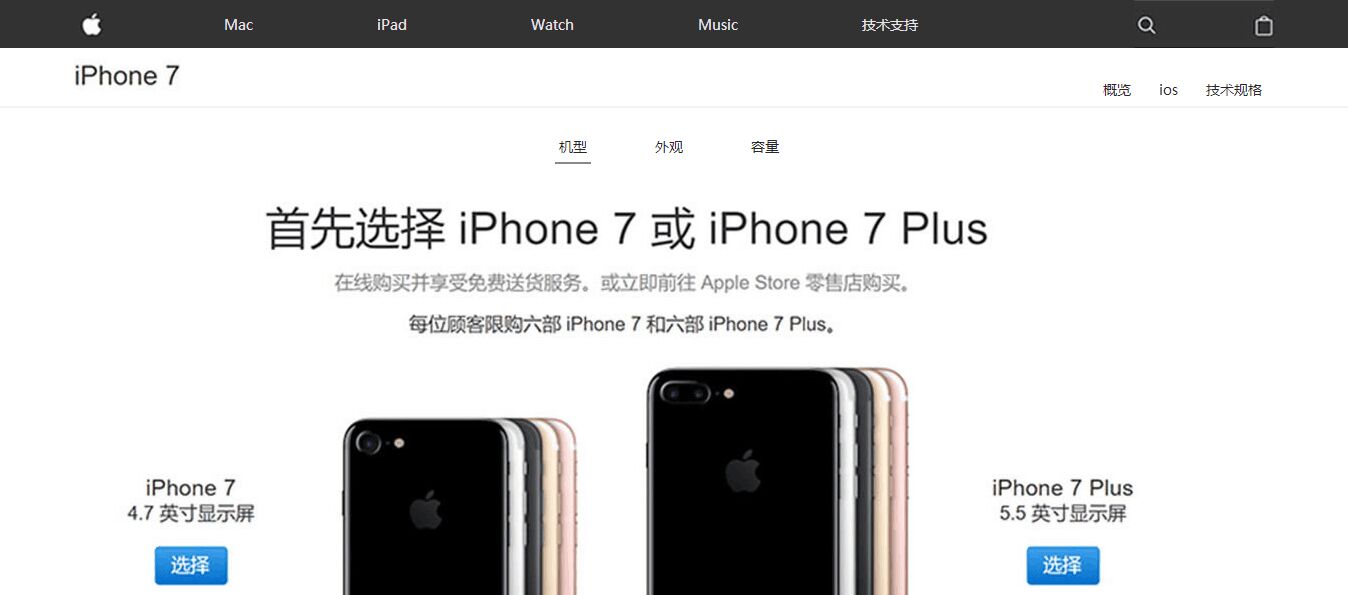 Mac iPad Watch Music 技术支持
iPhone 7
概览 ios 技术规格
机型 外观 容量
首先选择 iPhone 7 或 iPhone 7 Plus
在线购买并享受免费送货服务。或立即前往 Apple Store 零售店购买。
每位顾客限购六部 iPhone 7 和六部 iPhone 7 Plus。
iPhone 7
4.7 英寸显示屏
选择
iPhone 7 Plus
5.5 英寸显示屏
选择